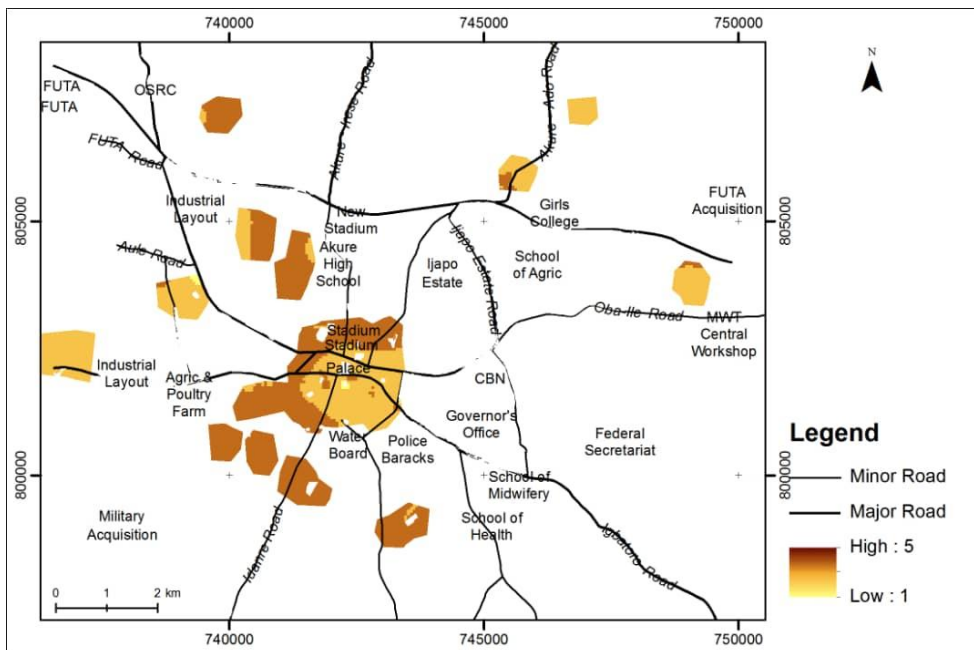 740000
745000
750000
N
FUTA
FUTA
OSRC
FUTA Road
Akure - Irese Road
Akure - Ado Road
Industrial
Layout
New
Stadium
Akure
High
School
Girls
College
FUTA
Acquisition
805000
805000
Aule Road
Ijapo
Estate
Ijapo Estate Road
School
of Agric
Oba-Ile Road
MWT
Central
Workshop
Stadium
Stadium
Palace
Industrial
Layout
Agric &
Poultry
Farm
CBN
Governor's
Office
Water
Board
Police
Baracks
Federal
Secretariat
800000
800000
School of
Midwifery
School of
Health
Military
Acquisition
Idanre Road
Igbatoro Road
0 1 2 km
740000
745000
750000
Legend
Minor Road
Major Road
High : 5
Low : 1